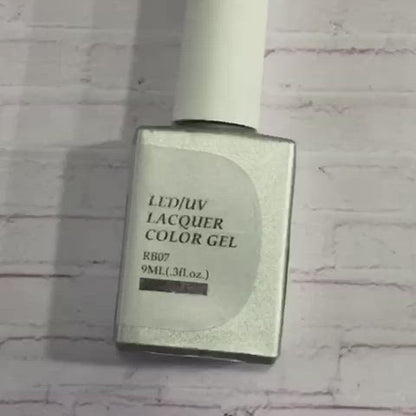 LED/UV
LACQUER
COLOR GEL
RB07
9ML(.3fl.oz.)